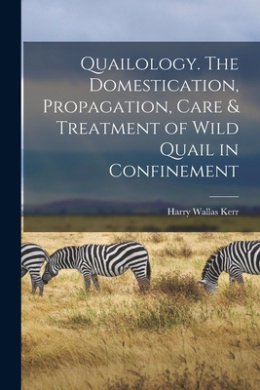 Quailology. The
Domestication,
Propagation, Care &
Treatment of Wild
Quail in
Confinement
Harry Wallas Kerr